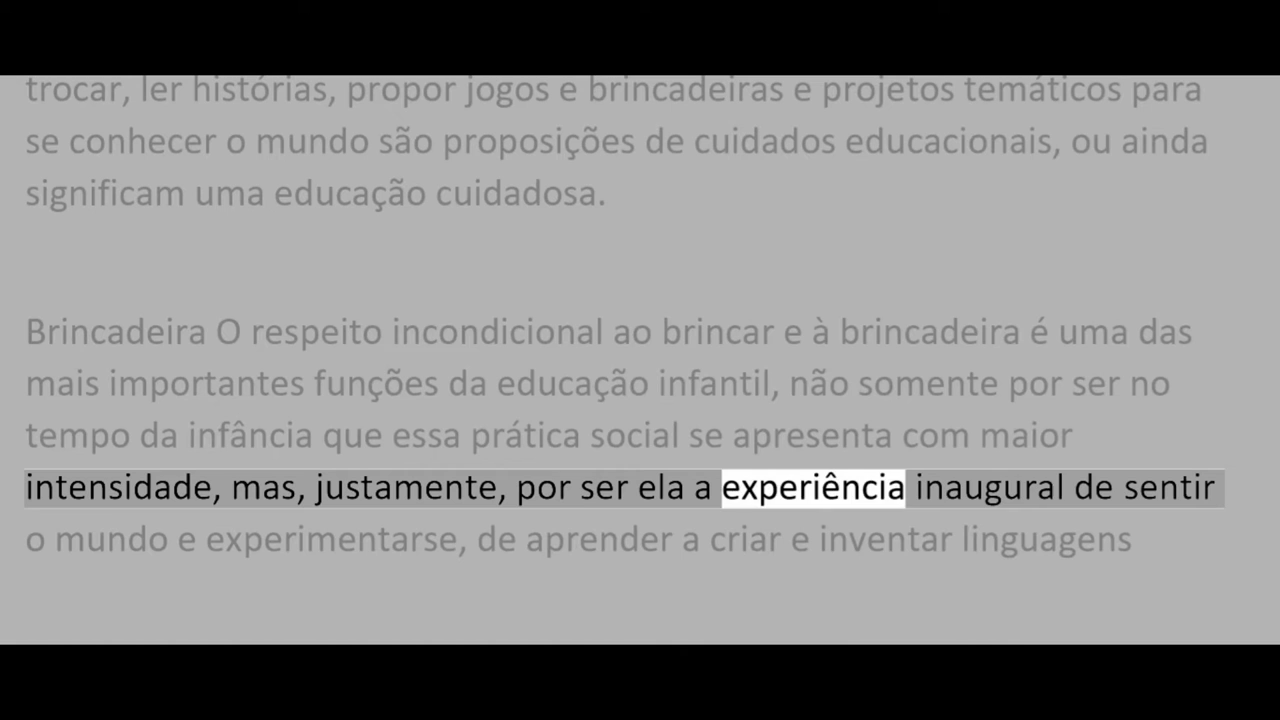 trocar, ler histórias, propor jogos e brincadeiras e projetos temáticos para
se conhecer o mundo são proposições de cuidados educacionais, ou ainda
significam uma educação cuidadosa.
Brincadeira O respeito incondicional ao brincar e à brincadeira é uma das
mais importantes funções da educação infantil, não somente por ser no
tempo da infância que essa prática social se apresenta com maior
intensidade, mas, justamente, por ser ela a experiência inaugural de sentir
o mundo e experimentarse, de aprender a criar e inventar linguagens